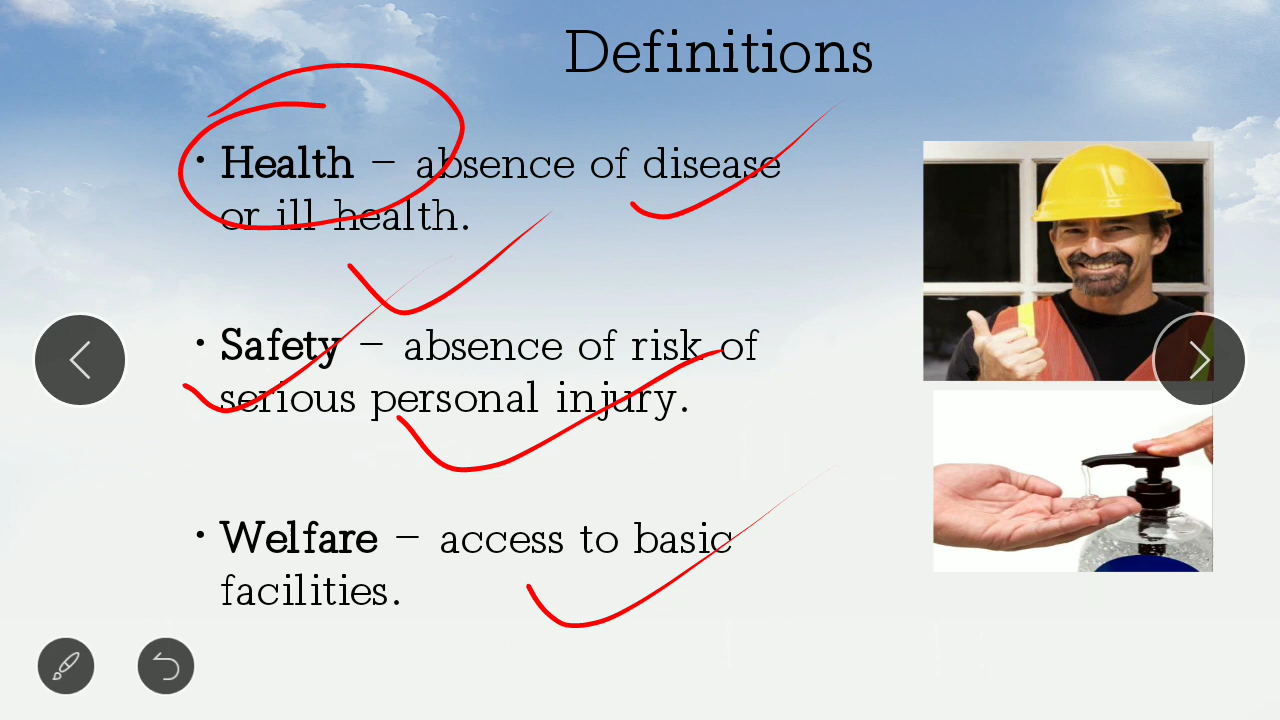 Definitions
• Health – absence of disease
or ill health.
• Safety – absence of risk of
serious personal injury.
• Welfare – access to basic
facilities.